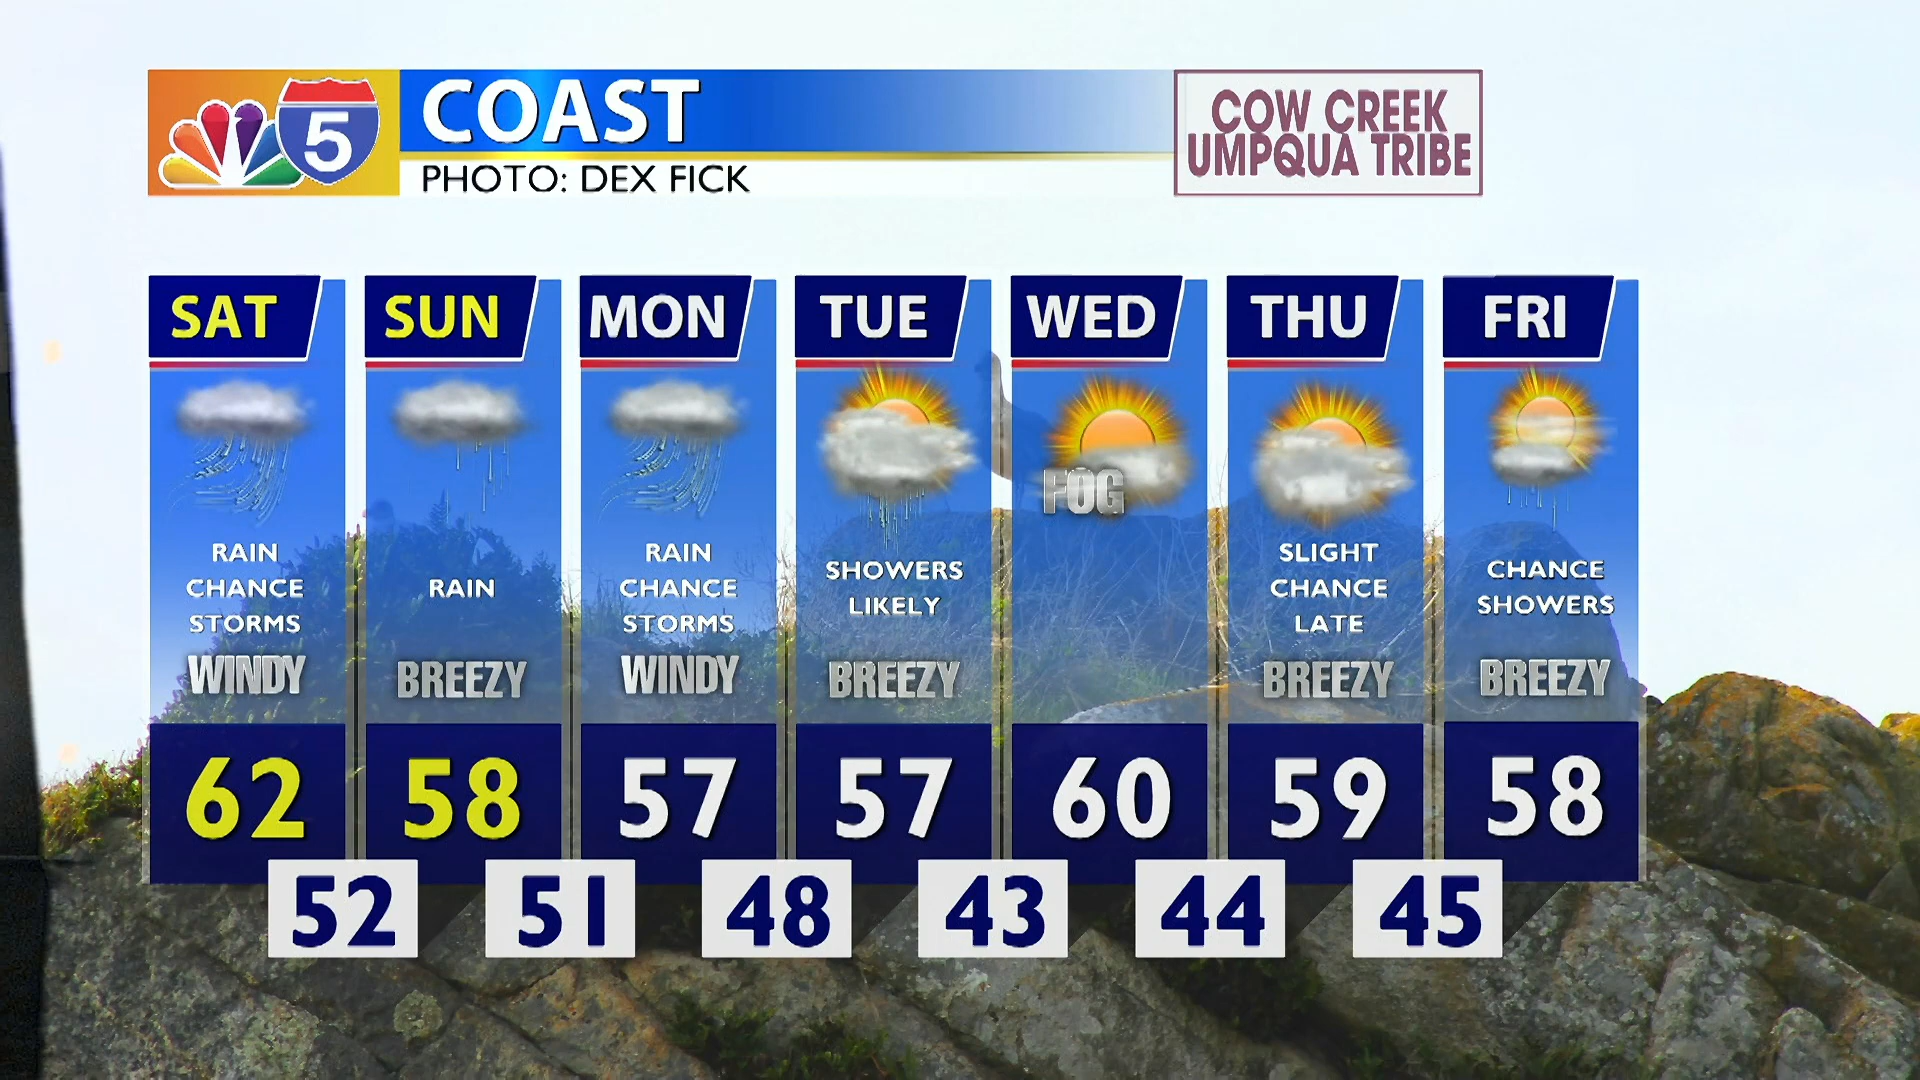 5
COAST
PHOTO: DEX FICK
COW CREEK
UMPQUA TRIBE
SAT
RAIN
CHANCE
STORMS
WINDY
62
SUN
RAIN
BREEZY
58
MON
RAIN
CHANCE
STORMS
WINDY
57
TUE
SHOWERS
LIKELY
BREEZY
57
WED
FOG
60
THU
SLIGHT
CHANCE
LATE
BREEZY
59
FRI
CHANCE
SHOWERS
BREEZY
58
52
51
48
43
44
45